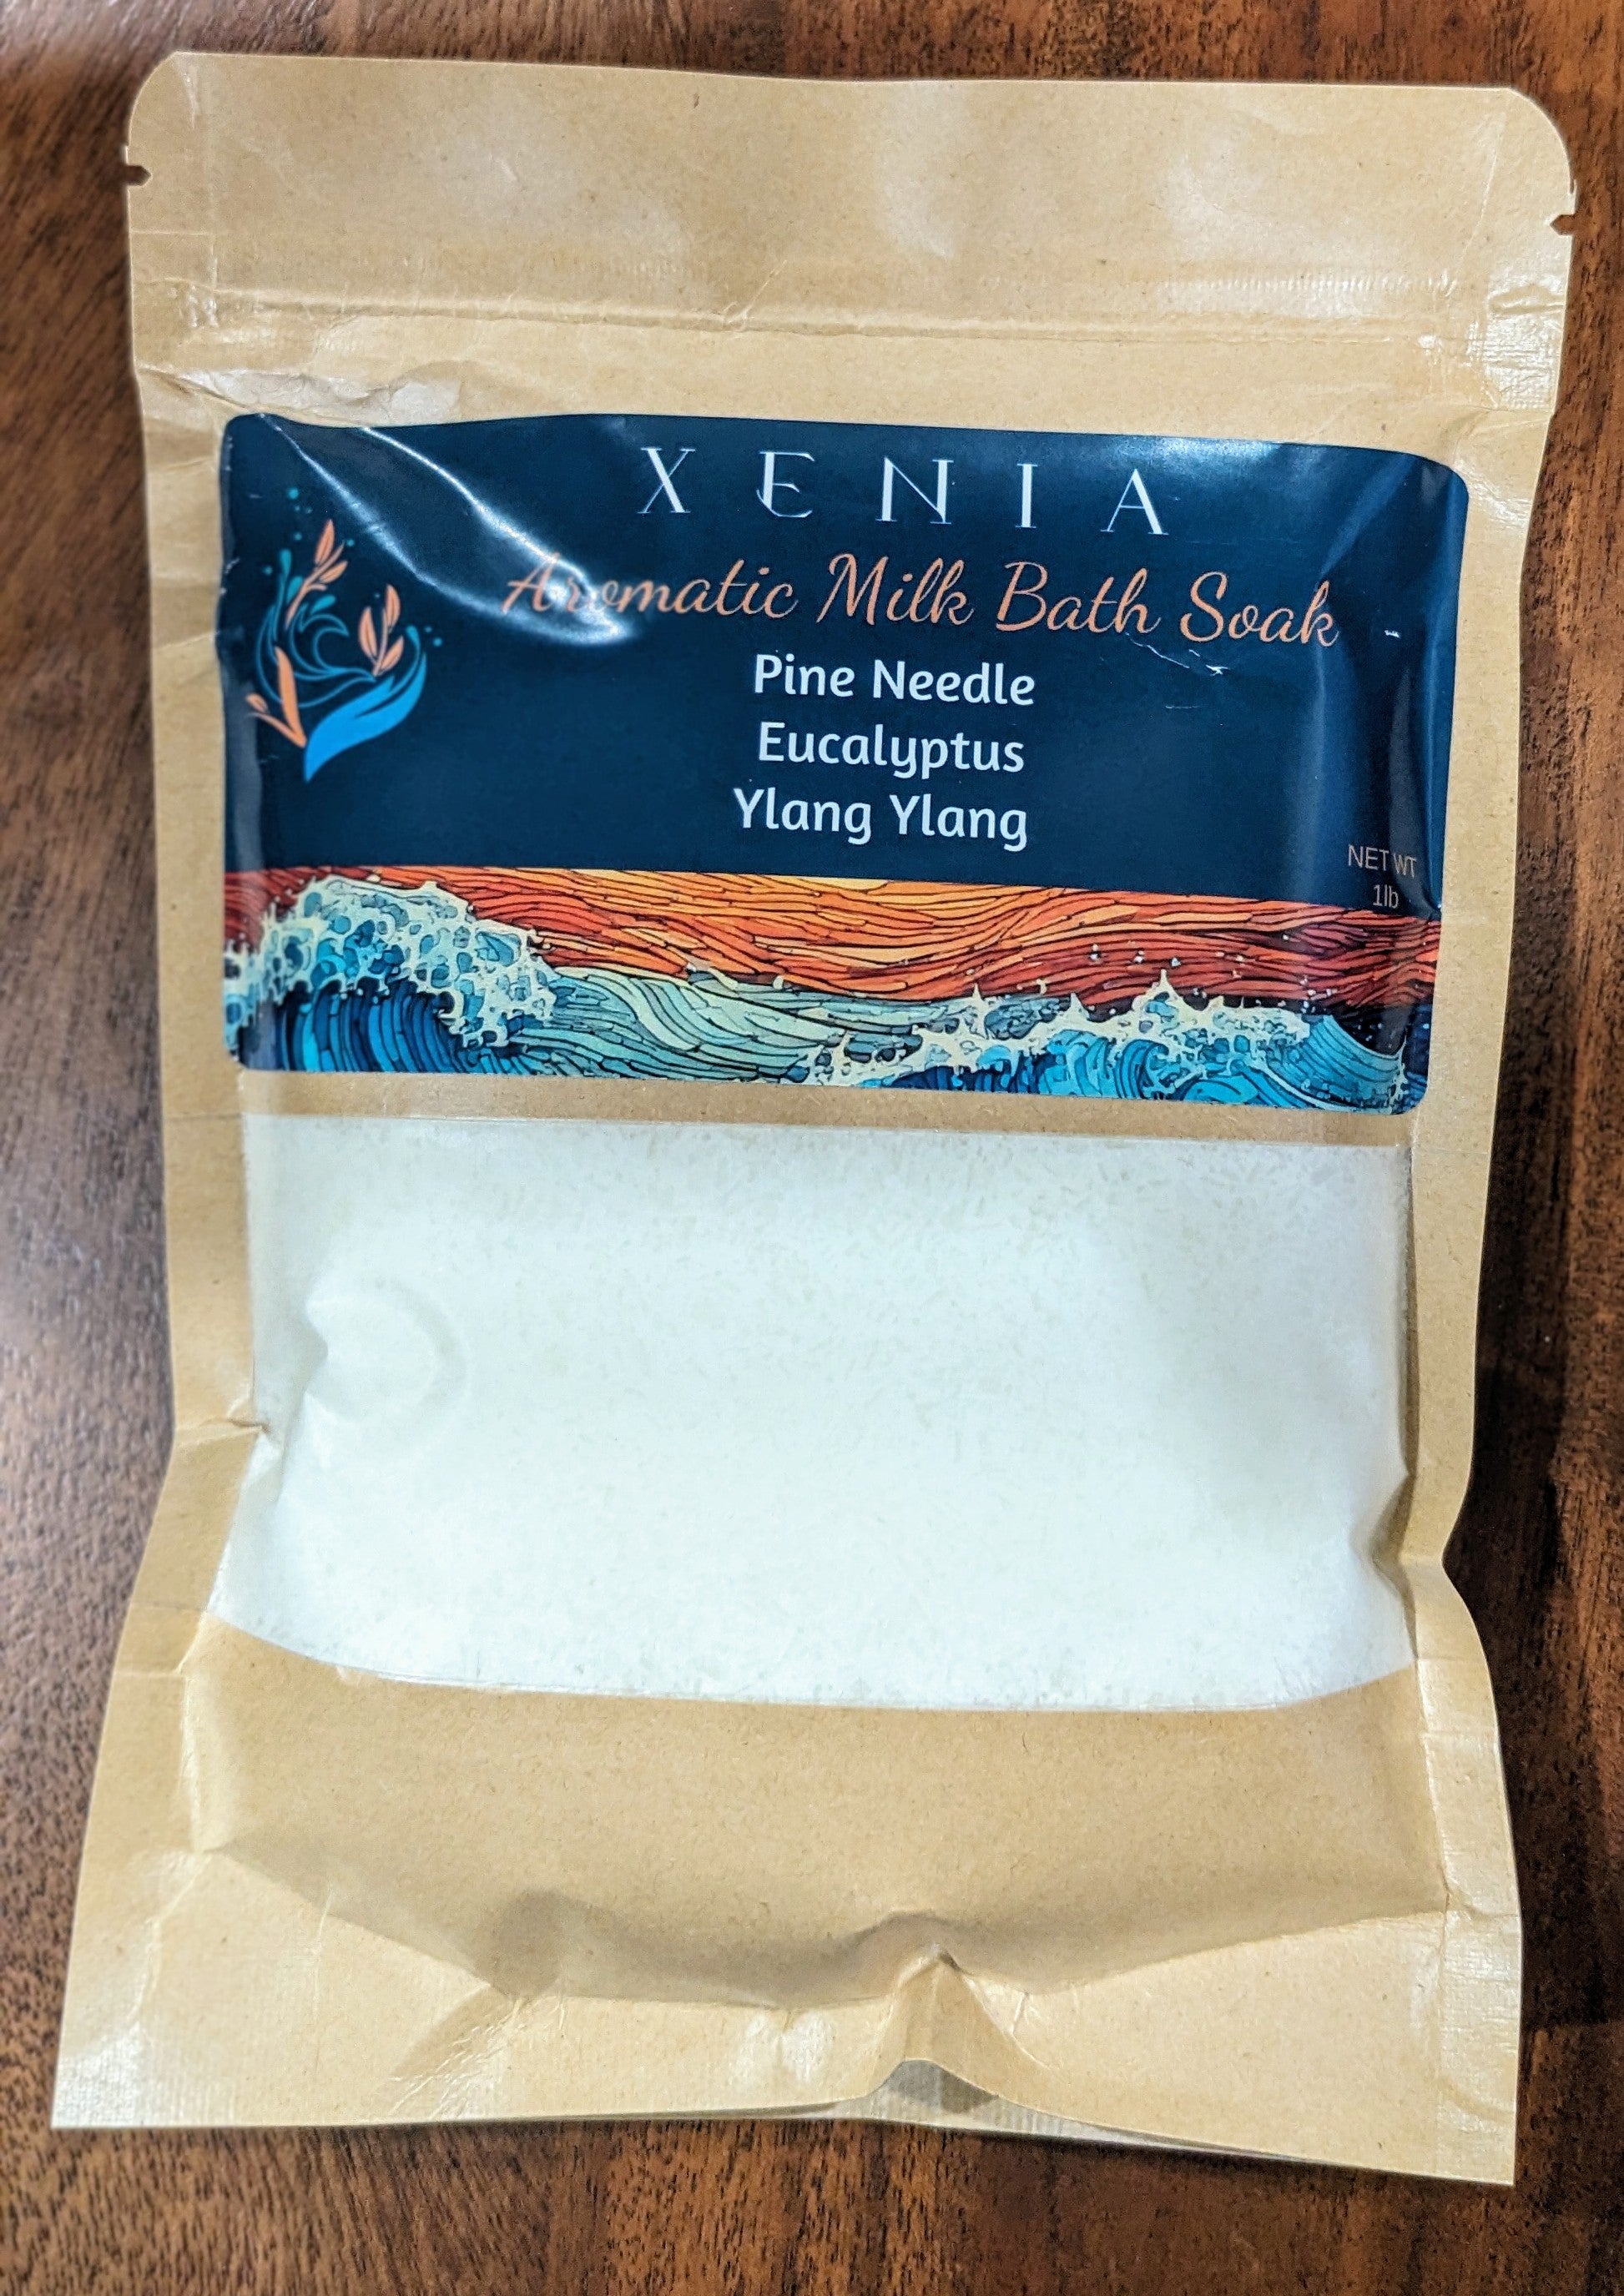 XENIA
Aromatic Milk Bath Soak
Pine Needle
Eucalyptus
Ylang Ylang
NET WT
1lb